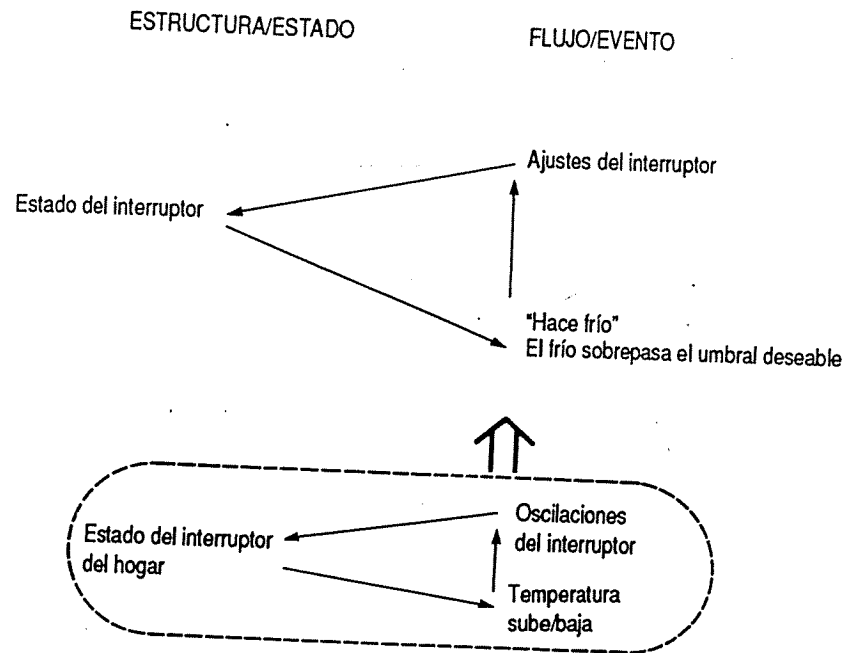 ESTRUCTURA/ESTADO
FLUJO/EVENTO
Ajustes del interruptor
Estado del interruptor
"Hace frío"
El frío sobrepasa el umbral deseable
Oscilaciones
del interruptor
Estado del interruptor
del hogar
Temperatura
sube/baja